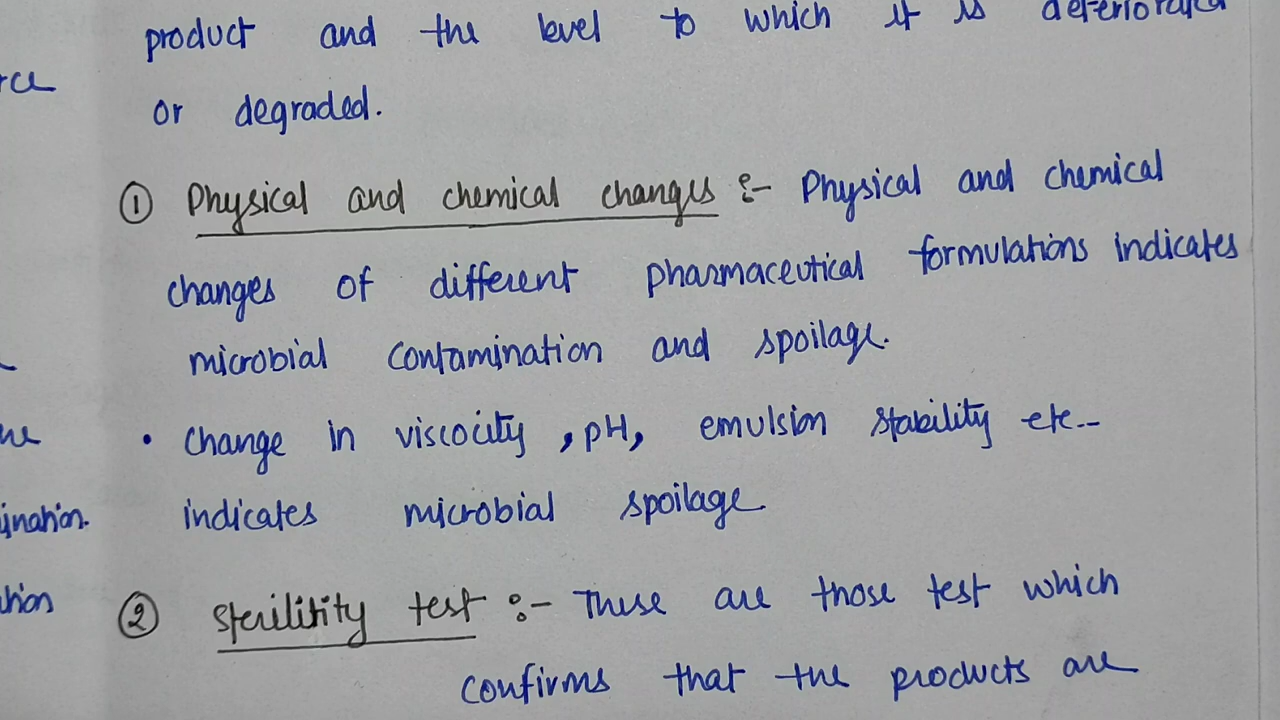 product and the level to which it is deteriorated
or degraded.
① Physical and chemical changes :- Physical and chemical
changes of different pharmaceutical formulations indicates
microbial contamination and spoilage.
• change in viscocity, pH, emulsion stability etc--
indicates microbial spoilage
② Sterilitity test :- These are those test which
confirms that the products are